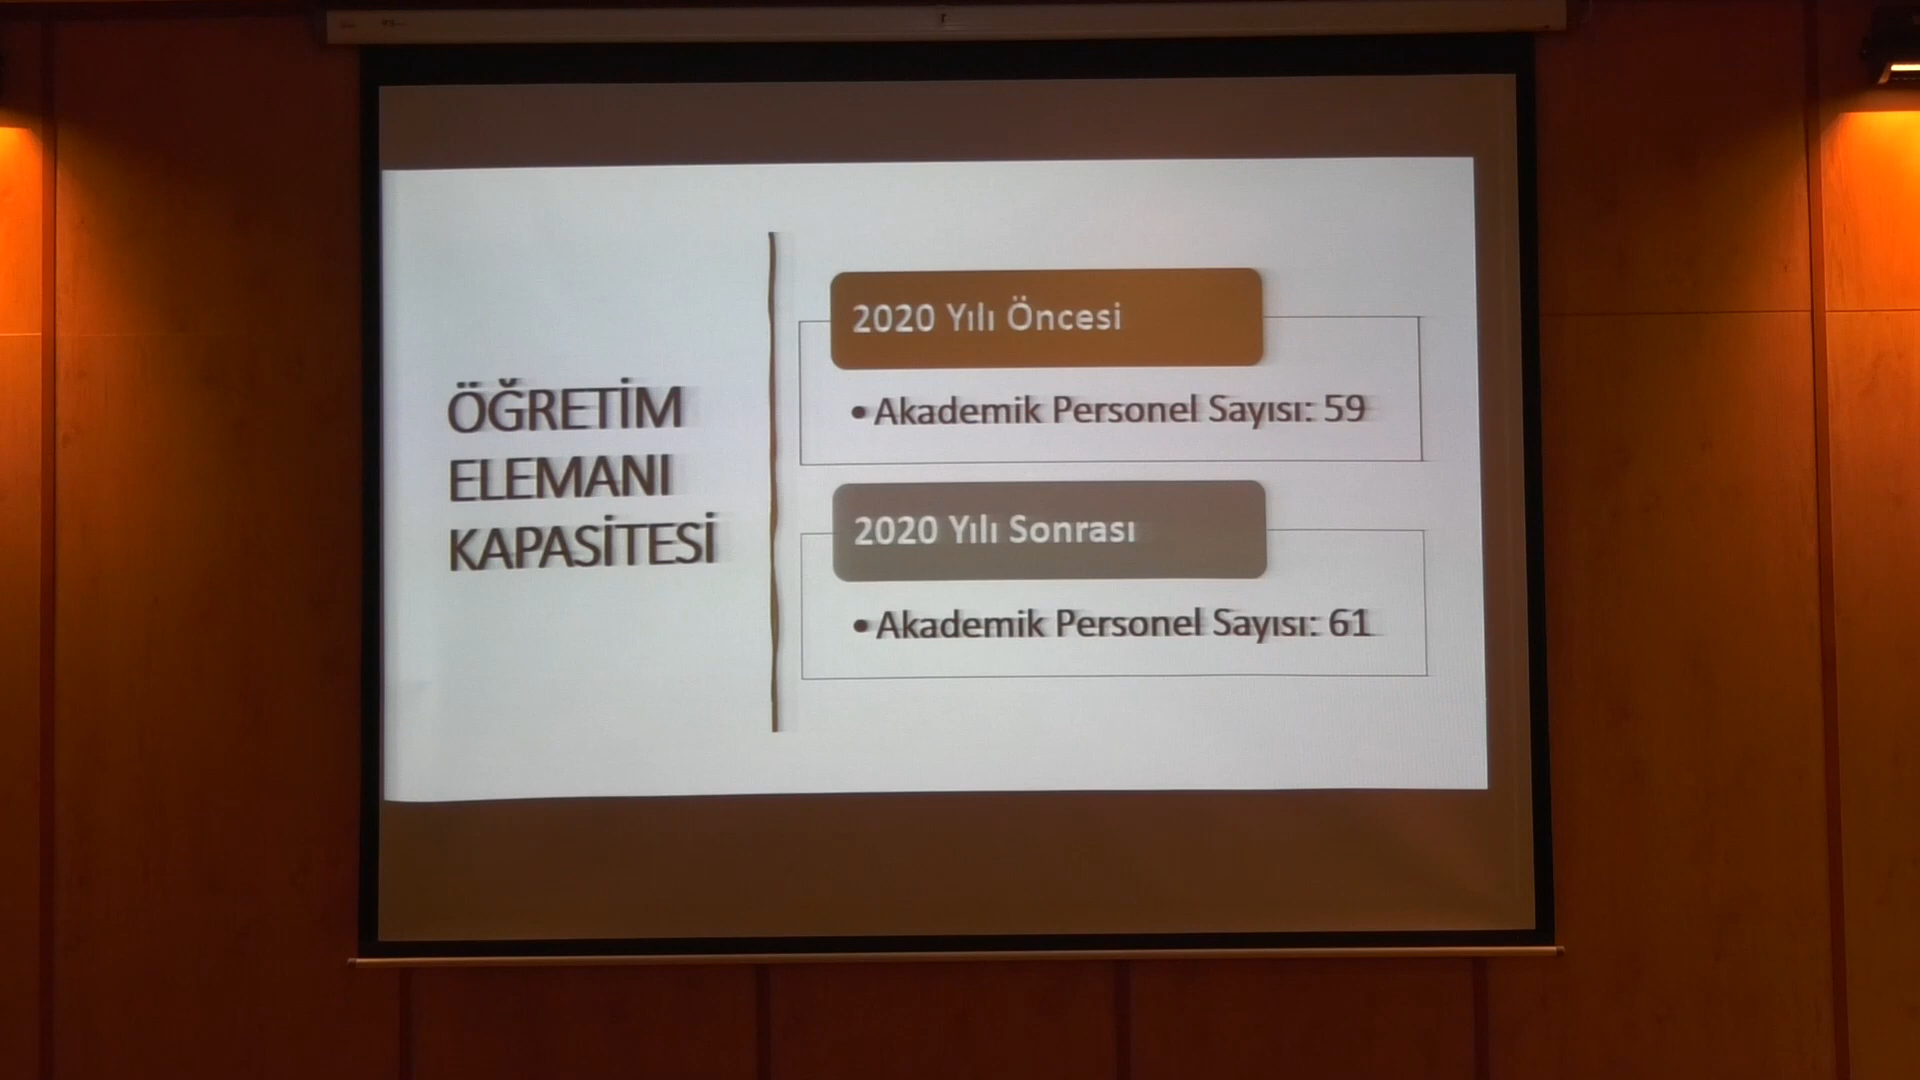 ÖĞRETİM
ELEMANI
KAPASİTESİ
2020 Yılı Öncesi
• Akademik Personel Sayısı: 59
2020 Yılı Sonrası
• Akademik Personel Sayısı: 61